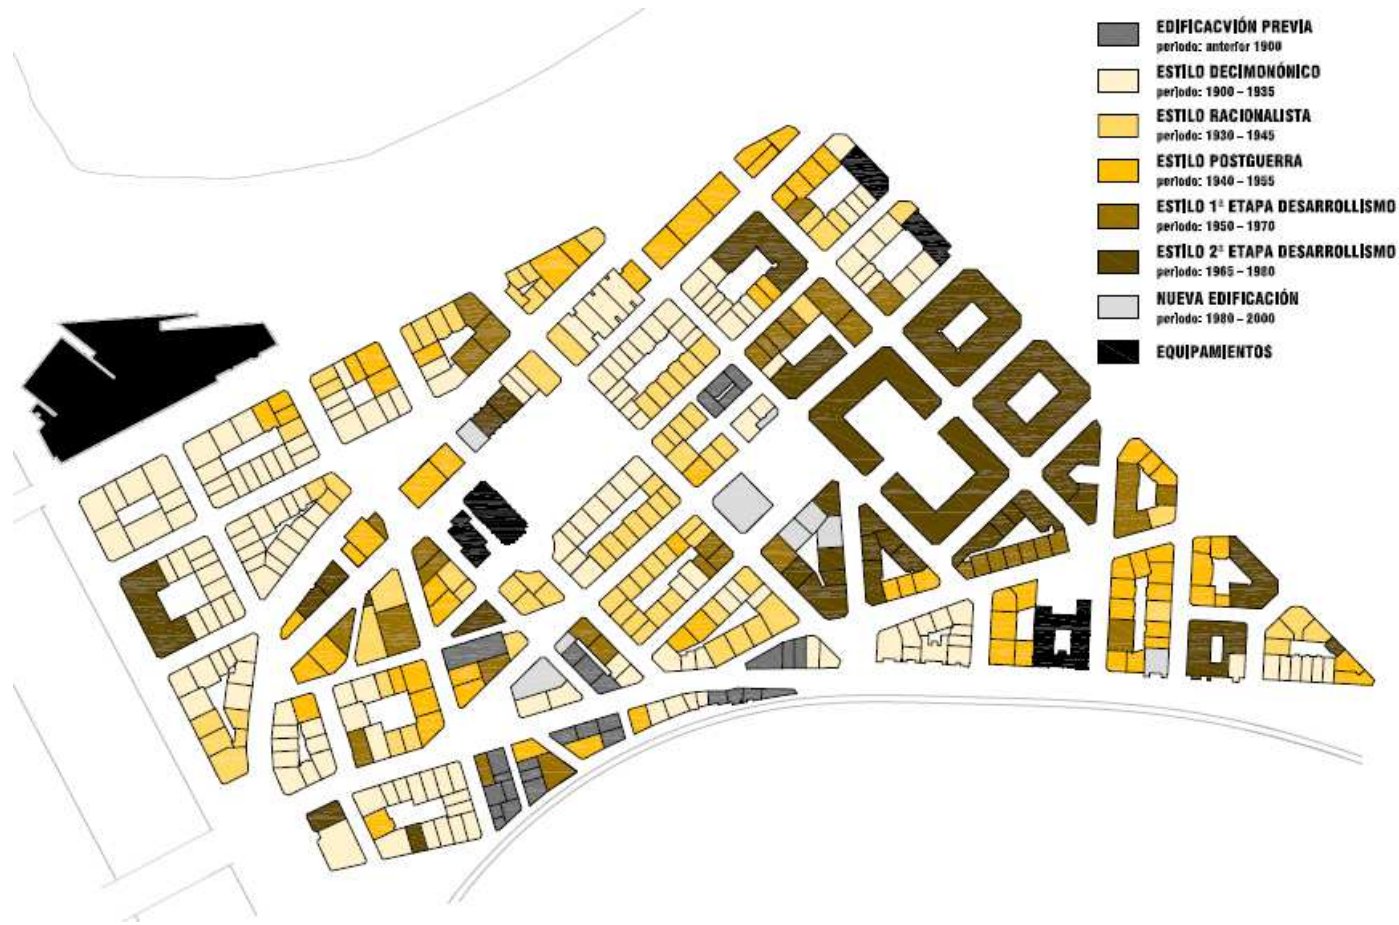 EDIFICACVIÓN PREVIA
periodo: anterior 1900
ESTILO DECIMONÓNICO
periodo: 1900 – 1935
ESTILO RACIONALISTA
periodo: 1930 – 1945
ESTILO POSTGUERRA
periodo: 1940 – 1955
ESTILO 1ª ETAPA DESARROLLISMO
periodo: 1950 – 1970
ESTILO 2ª ETAPA DESARROLLISMO
periodo: 1965 – 1980
NUEVA EDIFICACIÓN
periodo: 1980 – 2000
EQUIPAMIENTOS